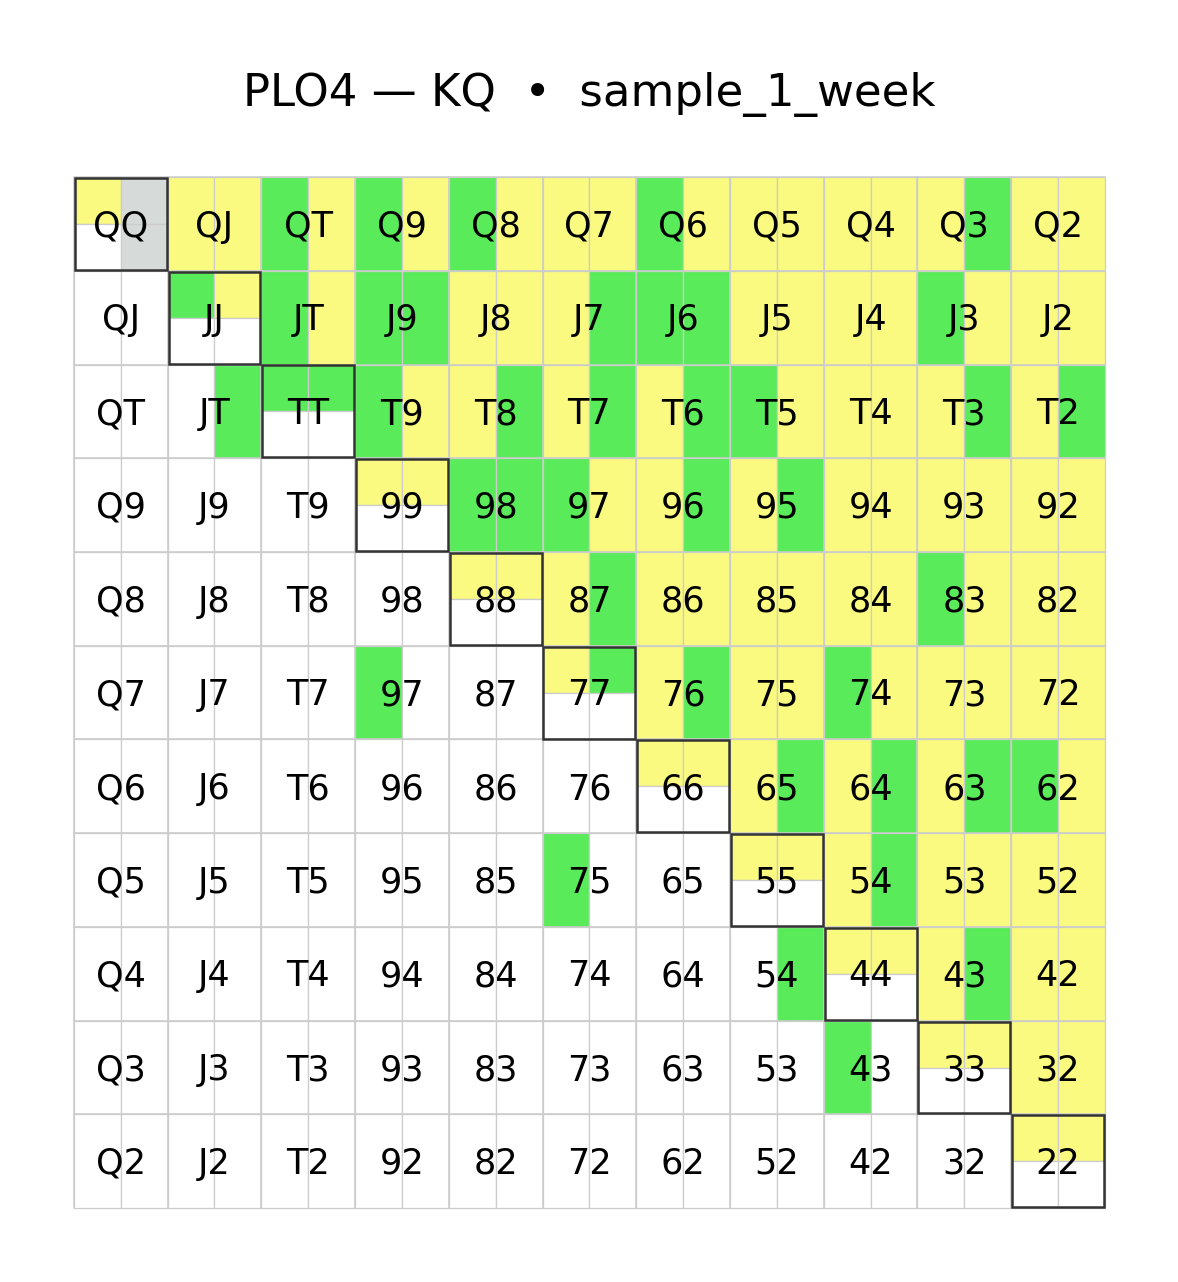 PLO4 — KQ • sample_1_week
QQ QJ QT Q9 Q8 Q7 Q6 Q5 Q4 Q3 Q2
QJ JJ JT J9 J8 J7 J6 J5 J4 J3 J2
QT JT TT T9 T8 T7 T6 T5 T4 T3 T2
Q9 J9 T9 99 98 97 96 95 94 93 92
Q8 J8 T8 98 88 87 86 85 84 83 82
Q7 J7 T7 97 87 77 76 75 74 73 72
Q6 J6 T6 96 86 76 66 65 64 63 62
Q5 J5 T5 95 85 75 65 55 54 53 52
Q4 J4 T4 94 84 74 64 54 44 43 42
Q3 J3 T3 93 83 73 63 53 43 33 32
Q2 J2 T2 92 82 72 62 52 42 32 22